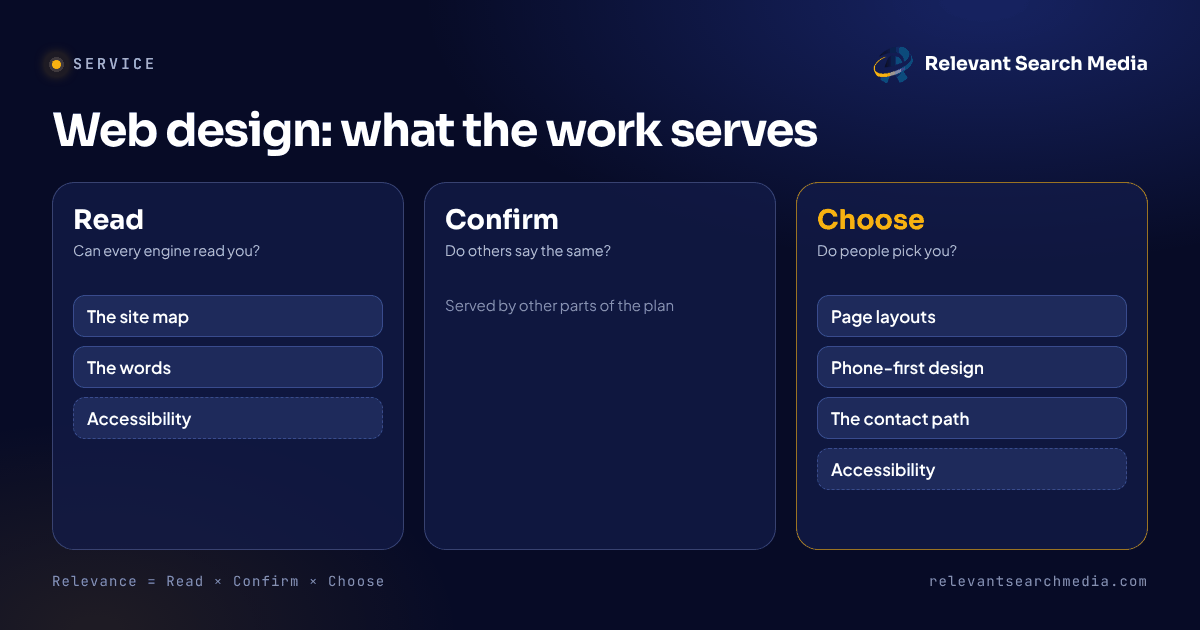 SERVICE
Relevant Search Media
Web design: what the work serves
Read
Can every engine read you?
The site map
The words
Accessibility
Confirm
Do others say the same?
Served by other parts of the plan
Choose
Do people pick you?
Page layouts
Phone-first design
The contact path
Accessibility
Relevance = Read × Confirm × Choose
relevantsearchmedia.com